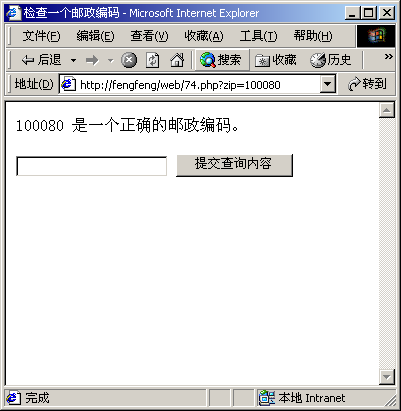 检查一个邮政编码 - Microsoft Internet Explorer
文件(F) 编辑(E) 查看(V) 收藏(A) 工具(T) 帮助(H)
后退 搜索 收藏 历史 »
地址(D) http://fengfeng/web/74.php?zip=100080 转到
100080 是一个正确的邮政编码。
提交查询内容
完成 本地 Intranet